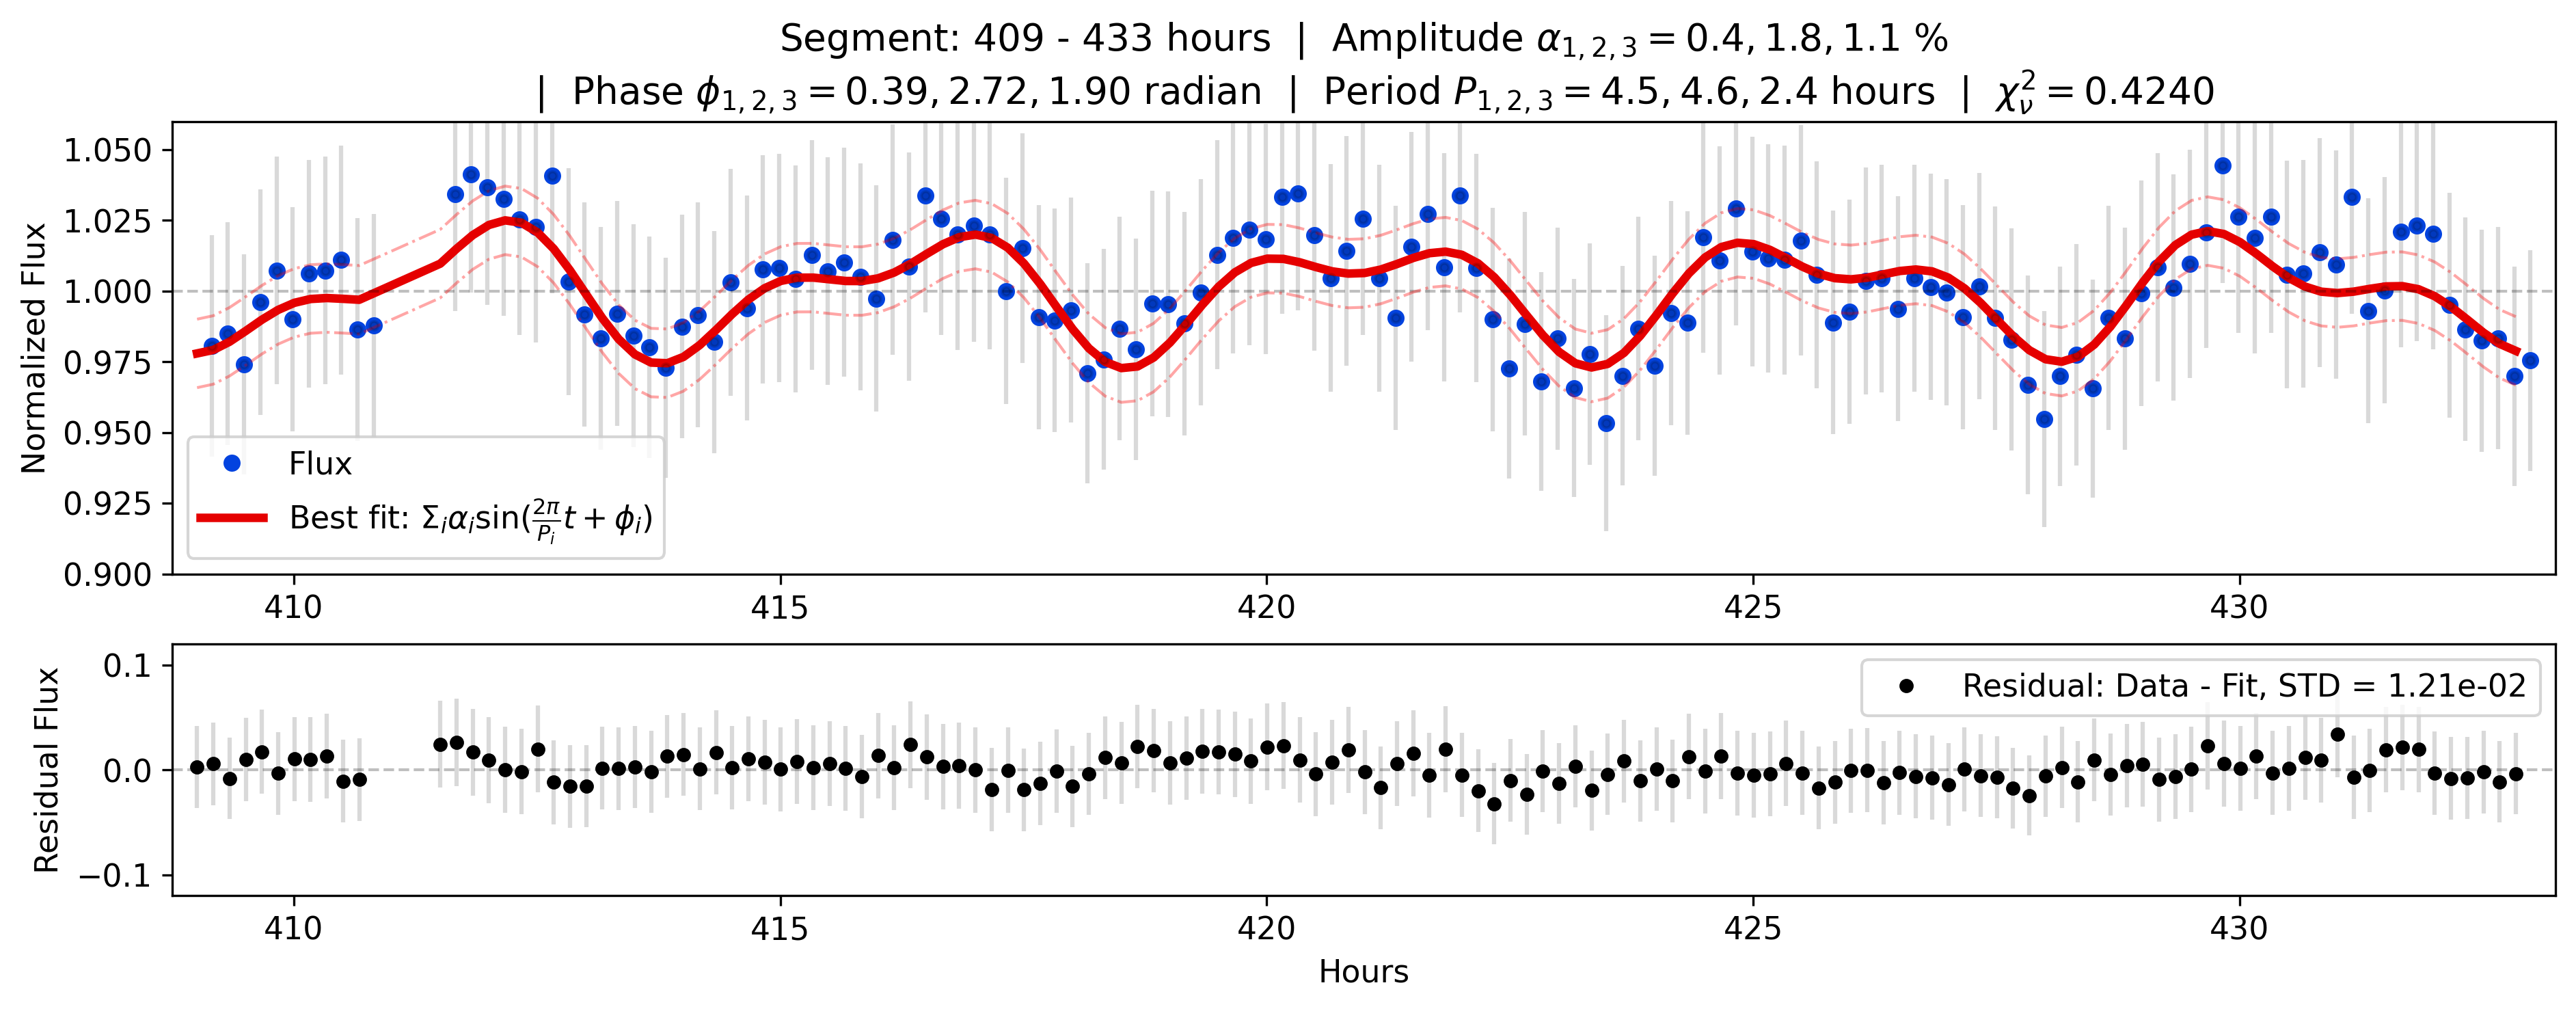 Segment: 409 - 433 hours | Amplitude α₁,₂,₃ = 0.4, 1.8, 1.1 %
| Phase ϕ₁,₂,₃ = 0.39, 2.72, 1.90 radian | Period P₁,₂,₃ = 4.5, 4.6, 2.4 hours | χ²ᵥ = 0.4240
Normalized Flux
1.050
1.025
1.000
0.975
0.950
0.925
0.900
Flux
Best fit: Σᵢαᵢsin(2π/Pᵢ t + ϕᵢ)
410 415 420 425 430
Residual Flux
0.1
0.0
−0.1
Residual: Data - Fit, STD = 1.21e-02
410 415 420 425 430
Hours